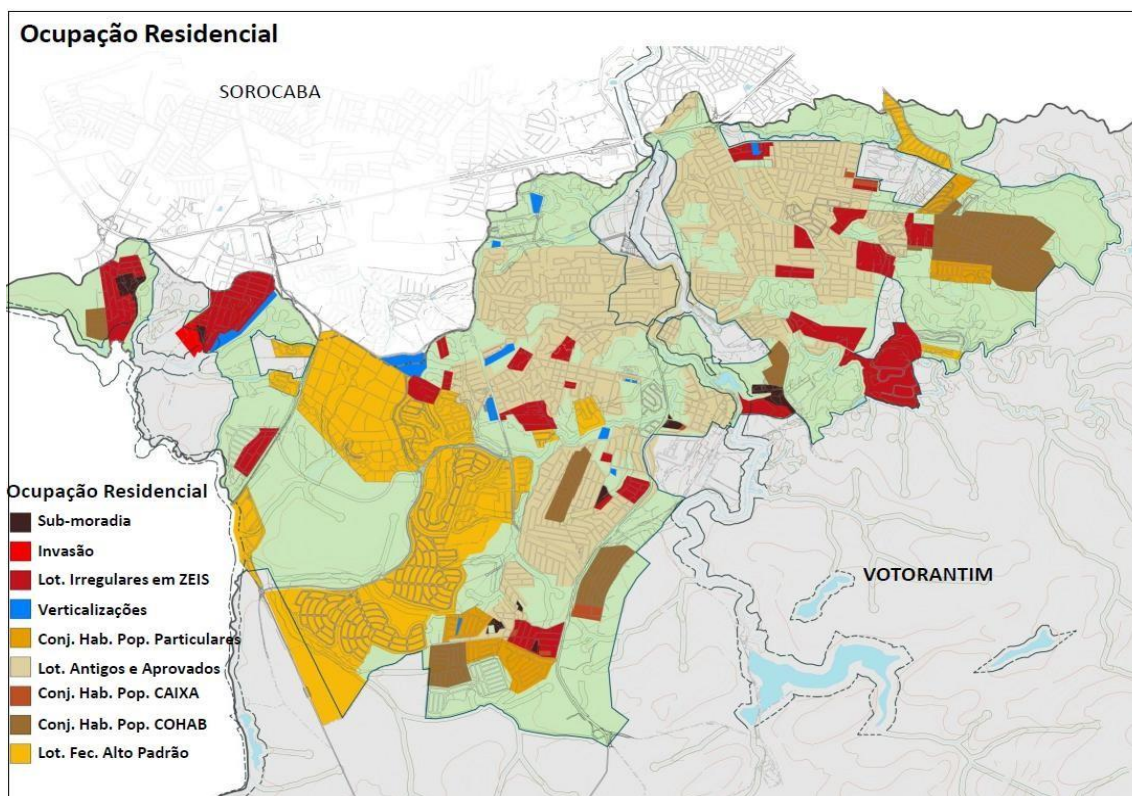 Ocupação Residencial
SOROCABA
Ocupação Residencial
Sub-moradia
Invasão
Lot. Irregulares em ZEIS
Verticalizações
Conj. Hab. Pop. Particulares
Lot. Antigos e Aprovados
Conj. Hab. Pop. CAIXA
Conj. Hab. Pop. COHAB
Lot. Fec. Alto Padrão
VOTORANTIM